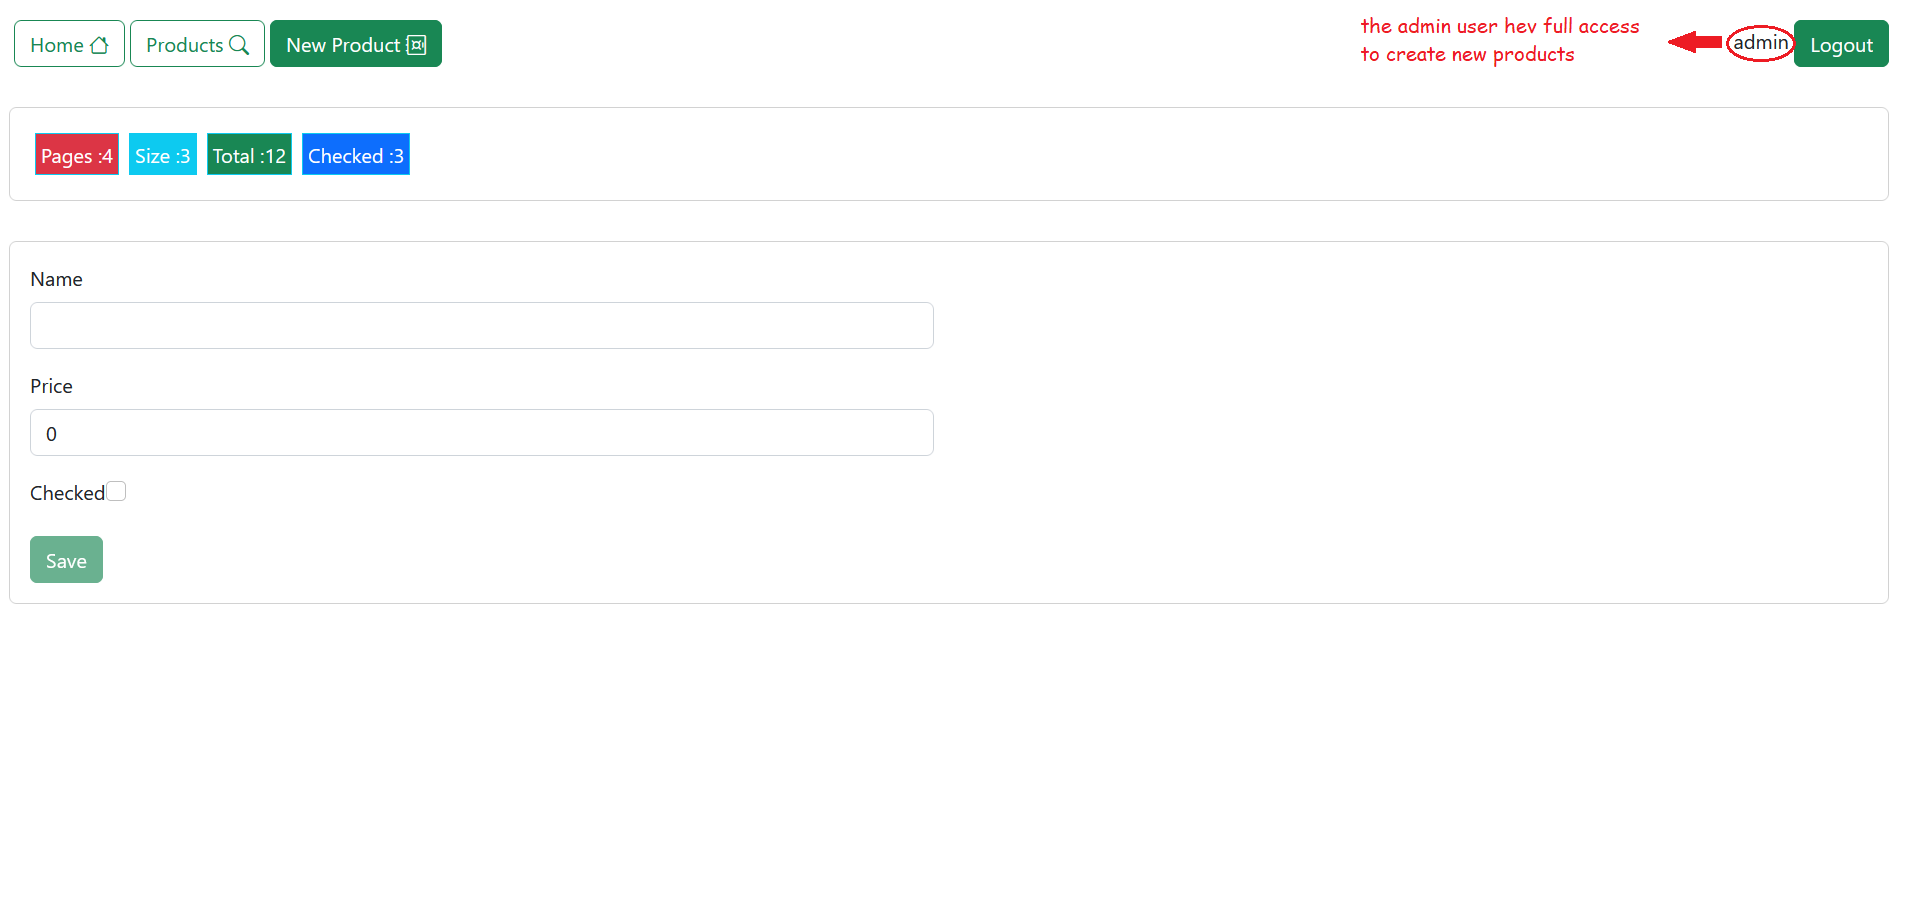 Home
Products
New Product
the admin user hev full access
to create new products
admin
Logout
Pages :4
Size :3
Total :12
Checked :3
Name
Price
0
Checked
Save